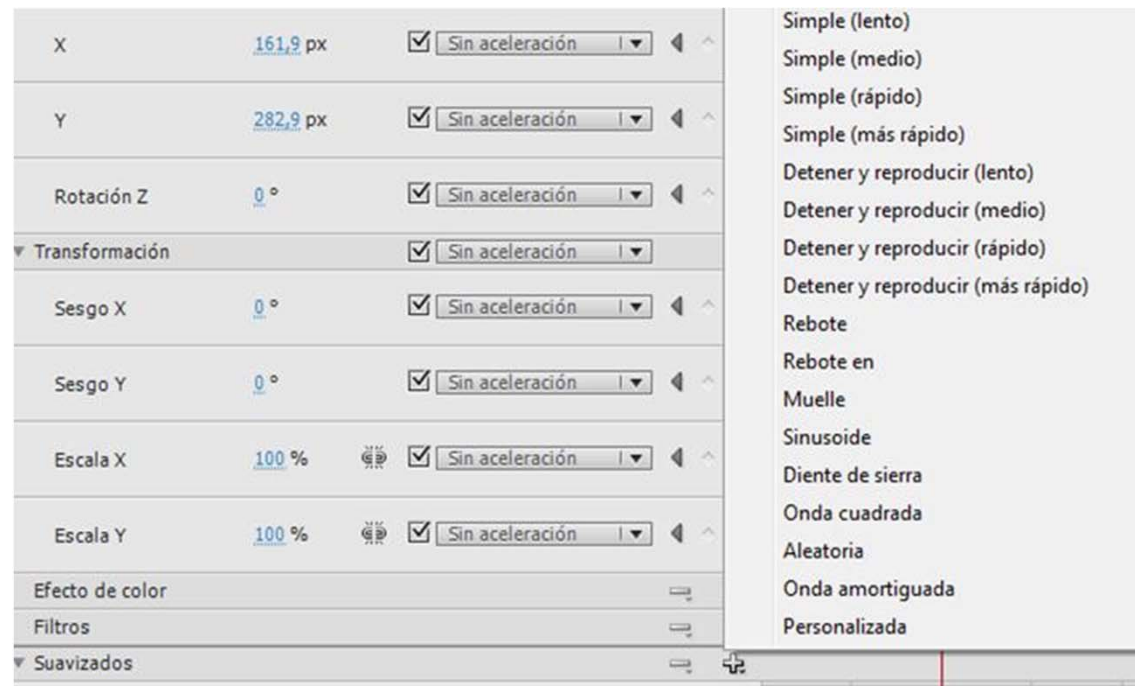 X 161,9 px Sin aceleración
Y 282,9 px Sin aceleración
Rotación Z 0 ° Sin aceleración
Transformación Sin aceleración
Sesgo X 0 ° Sin aceleración
Sesgo Y 0 ° Sin aceleración
Escala X 100 % Sin aceleración
Escala Y 100 % Sin aceleración
Efecto de color
Filtros
Suavizados
Simple (lento)
Simple (medio)
Simple (rápido)
Simple (más rápido)
Detener y reproducir (lento)
Detener y reproducir (medio)
Detener y reproducir (rápido)
Detener y reproducir (más rápido)
Rebote
Rebote en
Muelle
Sinusoide
Diente de sierra
Onda cuadrada
Aleatoria
Onda amortiguada
Personalizada